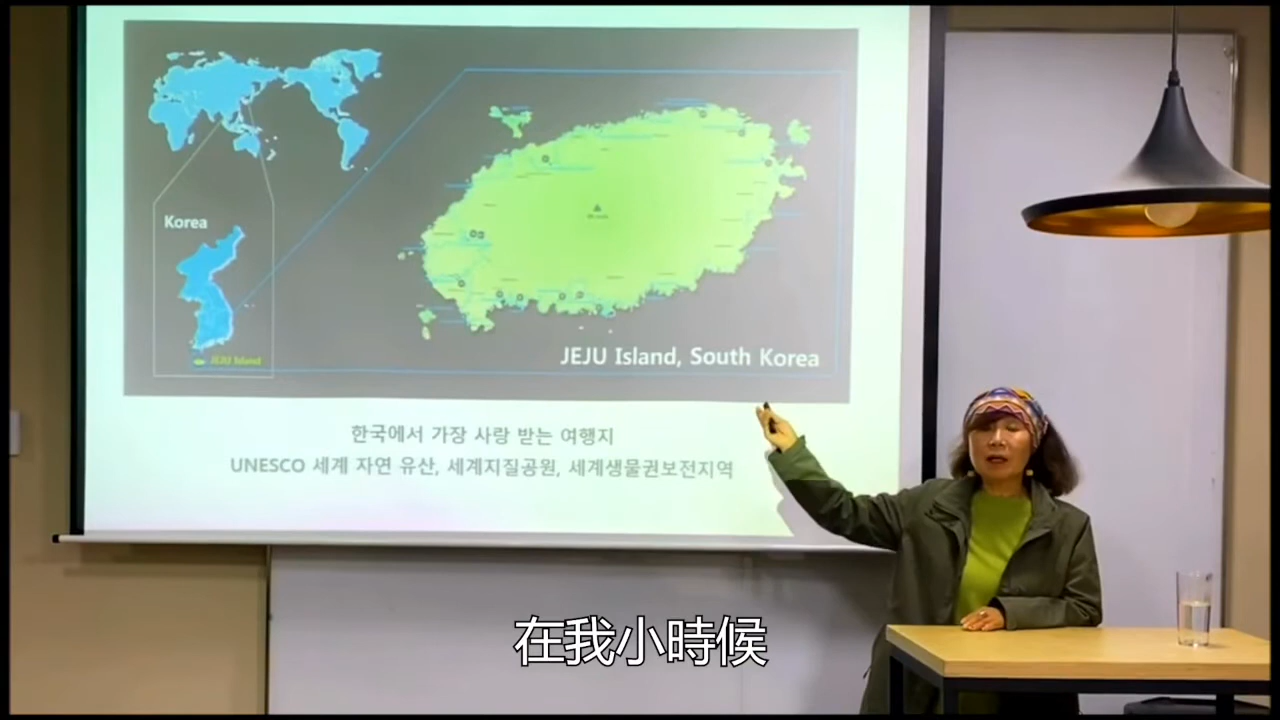 Korea
JEJU Island
JEJU Island, South Korea
한국에서 가장 사랑 받는 여행지
UNESCO 세계 자연 유산, 세계지질공원, 세계생물권보전지역
在我小時候